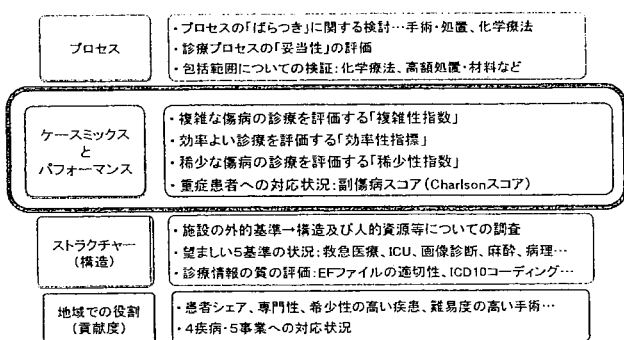 プロセス
・プロセスの「ばらつき」に関する検討…手術・処置、化学療法
・診療プロセスの「妥当性」の評価
・包括範囲についての検証：化学療法、高額処置・材料など
ケースミックス
と
パフォーマンス
・複雑な傷病の診療を評価する「複雑性指数」
・効率よい診療を評価する「効率性指標」
・稀少な傷病の診療を評価する「稀少性指数」
・重症患者への対応状況：副傷病スコア（Charlsonスコア）
ストラクチャー
（構造）
・施設の外的基準→構造及び人的資源等についての調査
・望ましい5基準の状況：救急医療、ICU、画像診断、麻酔、病理…
・診療情報の質の評価：EFファイルの適切性、ICD10コーディング…
地域での役割
（貢献度）
・患者シェア、専門性、希少性の高い疾患、難易度の高い手術…
・4疾病・5事業への対応状況